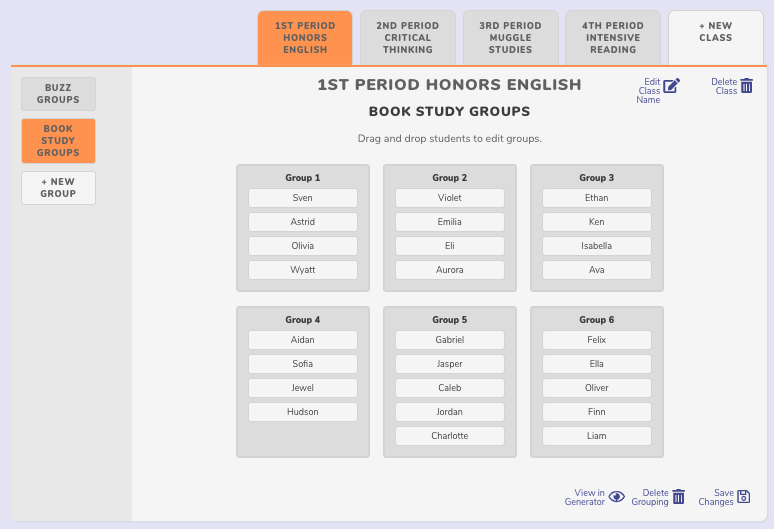 1ST PERIOD
HONORS
ENGLISH
2ND PERIOD
CRITICAL
THINKING
3RD PERIOD
MUGGLE
STUDIES
4TH PERIOD
INTENSIVE
READING
+ NEW
CLASS
BUZZ
GROUPS
BOOK
STUDY
GROUPS
+ NEW
GROUP
1ST PERIOD HONORS ENGLISH
Edit
Class
Name
Delete
Class
BOOK STUDY GROUPS
Drag and drop students to edit groups.
Group 1
Sven
Astrid
Olivia
Wyatt
Group 2
Violet
Emilia
Eli
Aurora
Group 3
Ethan
Ken
Isabella
Ava
Group 4
Aidan
Sofia
Jewel
Hudson
Group 5
Gabriel
Jasper
Caleb
Jordan
Charlotte
Group 6
Felix
Ella
Oliver
Finn
Liam
View in
Generator
Delete
Grouping
Save
Changes